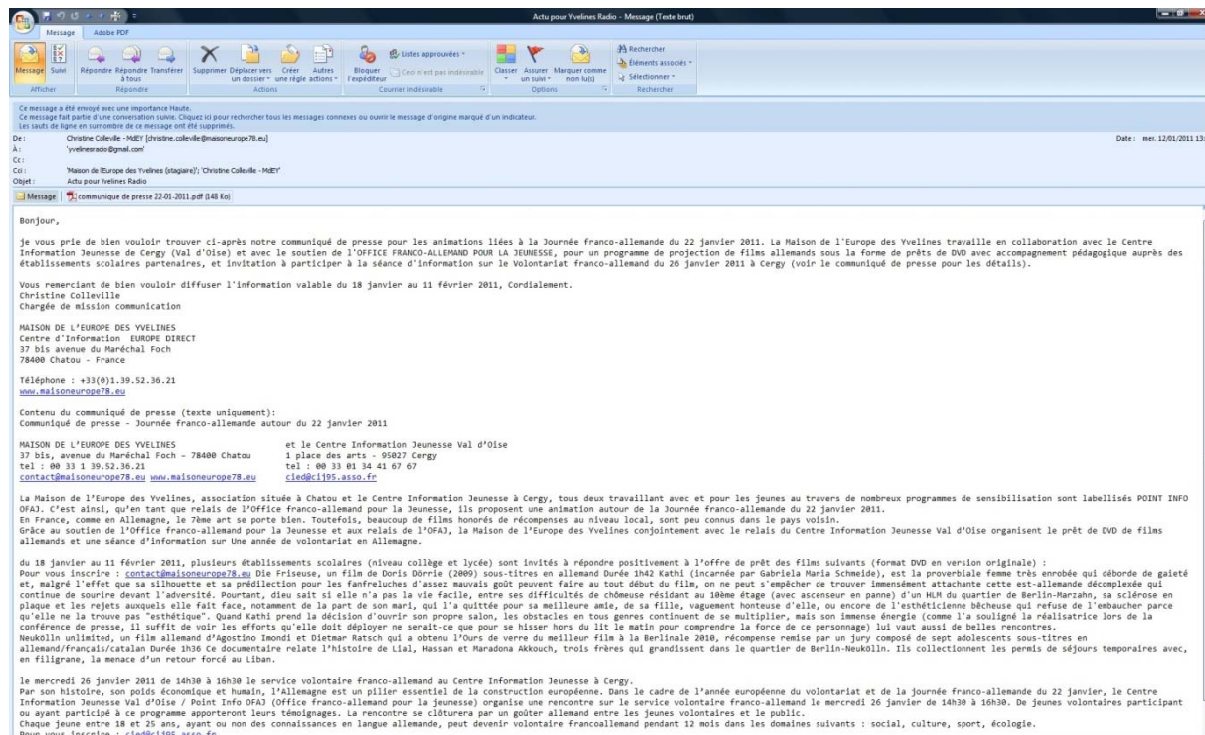 Actu pour Yvelines Radio - Message (Texte brut)
Message Adobe PDF
Message Suivi Répondre Répondre à tous Transférer Supprimer Déplacer vers un dossier Créer une règle Autres actions Bloquer l'expéditeur Listes approuvées Ceci n'est pas indésirable Classer Assurer un suivi Marquer comme non lu(s) Rechercher Éléments associés Sélectionner
Afficher Répondre Actions Courrier indésirable Options Rechercher
Ce message a été envoyé avec une importance Haute.
Ce message fait partie d'une conversation suivie. Cliquez ici pour rechercher tous les messages connexes ou ouvrir le message d'origine marqué d'un indicateur.
Les sauts de ligne en surnombre de ce message ont été supprimés.
De : Christine Colleville - MdEY [christine.colleville@maisoneurope78.eu] Date : mer. 12/01/2011 13:
À : 'yvelinesradio@gmail.com'
Cc :
Cci : 'Maison de l'Europe des Yvelines (stagiaire)'; 'Christine Colleville - MdEY'
Objet : Actu pour Yvelines Radio
Message communique de presse 22-01-2011.pdf (148 Ko)
Bonjour,
je vous prie de bien vouloir trouver ci-après notre communiqué de presse pour les animations liées à la Journée franco-allemande du 22 janvier 2011. La Maison de l'Europe des Yvelines travaille en collaboration avec le Centre
Information Jeunesse de Cergy (Val d'Oise) et avec le soutien de l'OFFICE FRANCO-ALLEMAND POUR LA JEUNESSE, pour un programme de projection de films allemands sous la forme de prêts de DVD avec accompagnement pédagogique auprès des
établissements scolaires partenaires, et invitation à participer à la séance d'information sur le Volontariat franco-allemand du 26 janvier 2011 à Cergy (voir le communiqué de presse pour les détails).
Vous remerciant de bien vouloir diffuser l'information valable du 18 janvier au 11 février 2011, Cordialement.
Christine Colleville
Chargée de mission communication
MAISON DE L'EUROPE DES YVELINES
Centre d'Information EUROPE DIRECT
37 bis avenue du Maréchal Foch
78400 Chatou - France
Téléphone : +33(0)1.39.52.36.21
www.maisoneurope78.eu
Contenu du communiqué de presse (texte uniquement):
Communiqué de presse - Journée franco-allemande autour du 22 janvier 2011
MAISON DE L'EUROPE DES YVELINES et le Centre Information Jeunesse Val d'Oise
37 bis, avenue du Maréchal Foch – 78400 Chatou 1 place des arts - 95027 Cergy
tel : 00 33 1 39.52.36.21 tel : 00 33 01 34 41 67 67
contact@maisoneurope78.eu www.maisoneurope78.eu cied@cij95.asso.fr
La Maison de l'Europe des Yvelines, association située à Chatou et le Centre Information Jeunesse à Cergy, tous deux travaillant avec et pour les jeunes au travers de nombreux programmes de sensibilisation sont labellisés POINT INFO
OFAJ. C'est ainsi, qu'en tant que relais de l'Office franco-allemand pour la Jeunesse, ils proposent une animation autour de la Journée franco-allemande du 22 janvier 2011.
En France, comme en Allemagne, le 7ème art se porte bien. Toutefois, beaucoup de films honorés de récompenses au niveau local, sont peu connus dans le pays voisin.
Grâce au soutien de l'Office franco-allemand pour la Jeunesse et aux relais de l'OFAJ, la Maison de l'Europe des Yvelines conjointement avec le relais du Centre Information Jeunesse Val d'Oise organisent le prêt de DVD de films
allemands et une séance d'information sur Une année de volontariat en Allemagne.
du 18 janvier au 11 février 2011, plusieurs établissements scolaires (niveau collège et lycée) sont invités à répondre positivement à l'offre de prêt des films suivants (format DVD en version originale) :
Pour vous inscrire : contact@maisoneurope78.eu Die Friseuse, un film de Doris Dörrie (2009) sous-titres en allemand Durée 1h42 Kathi (incarnée par Gabriela Maria Schmeide), est la proverbiale femme très enrobée qui déborde de gaieté
et, malgré l'effet que sa silhouette et sa prédilection pour les fanfreluches d'assez mauvais goût peuvent faire au tout début du film, on ne peut s'empêcher de trouver immensément attachante cette est-allemande décomplexée qui
continue de sourire devant l'adversité. Pourtant, dieu sait si elle n'a pas la vie facile, entre ses difficultés de chômeuse résidant au 10ème étage (avec ascenseur en panne) d'un HLM du quartier de Berlin-Marzahn, sa sclérose en
plaque et les rejets auxquels elle fait face, notamment de la part de son mari, qui l'a quittée pour sa meilleure amie, de sa fille, vaguement honteuse d'elle, ou encore de l'esthéticienne bêcheuse qui refuse de l'embaucher parce
qu'elle ne la trouve pas "esthétique". Quand Kathi prend la décision d'ouvrir son propre salon, les obstacles en tous genres continuent de se multiplier, mais son immense énergie (comme l'a souligné la réalisatrice lors de la
conférence de presse, il suffit de voir les efforts qu'elle doit déployer ne serait-ce que pour se hisser hors du lit le matin pour comprendre la force de ce personnage) lui vaut aussi de belles rencontres.
Neukölln unlimited, un film allemand d'Agostino Imondi et Dietmar Ratsch qui a obtenu l'Ours de verre du meilleur film à la Berlinale 2010, récompense remise par un jury composé de sept adolescents sous-titres en
allemand/français/catalan Durée 1h36 Ce documentaire relate l'histoire de Lial, Hassan et Maradona Akkouch, trois frères qui grandissent dans le quartier de Berlin-Neukölln. Ils collectionnent les permis de séjours temporaires avec,
en filigrane, la menace d'un retour forcé au Liban.
le mercredi 26 janvier 2011 de 14h30 à 16h30 le service volontaire franco-allemand au Centre Information Jeunesse à Cergy.
Par son histoire, son poids économique et humain, l'Allemagne est un pilier essentiel de la construction européenne. Dans le cadre de l'année européenne du volontariat et de la journée franco-allemande du 22 janvier, le Centre
Information Jeunesse Val d'Oise / Point Info OFAJ (Office franco-allemand pour la jeunesse) organise une rencontre sur le service volontaire franco-allemand le mercredi 26 janvier de 14h30 à 16h30. De jeunes volontaires participant
ou ayant participé à ce programme apporteront leurs témoignages. La rencontre se clôturera par un goûter allemand entre les jeunes volontaires et le public.
Chaque jeune entre 18 et 25 ans, ayant ou non des connaissances en langue allemande, peut devenir volontaire francoallemand pendant 12 mois dans les domaines suivants : social, culture, sport, écologie.
Pour vous inscrire : cied@cij95.asso.fr